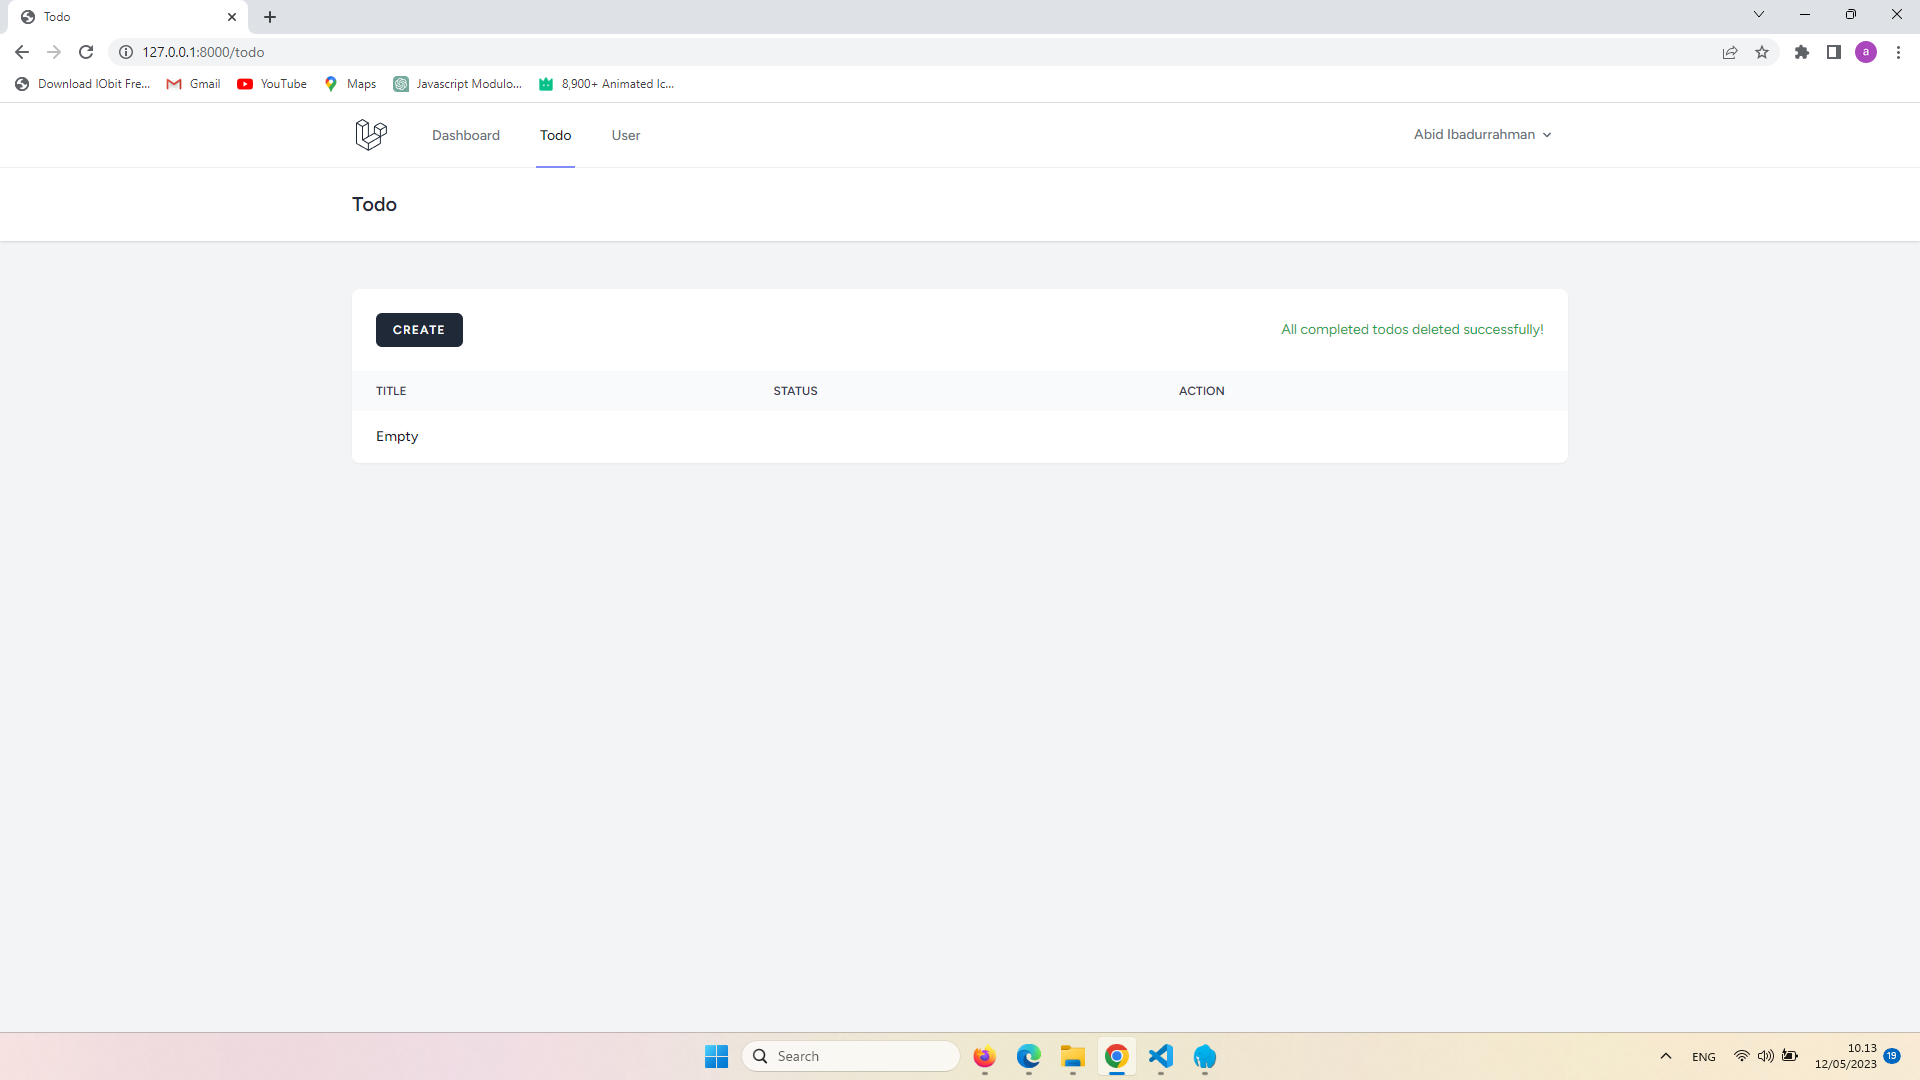 Todo
127.0.0.1:8000/todo
a
Download IObit Fre...
Gmail
YouTube
Maps
Javascript Modulo...
8,900+ Animated Ic...
Dashboard
Todo
User
Abid Ibadurrahman
Todo
CREATE
All completed todos deleted successfully!
TITLE
STATUS
ACTION
Empty
Search
ENG
10.13
12/05/2023
19